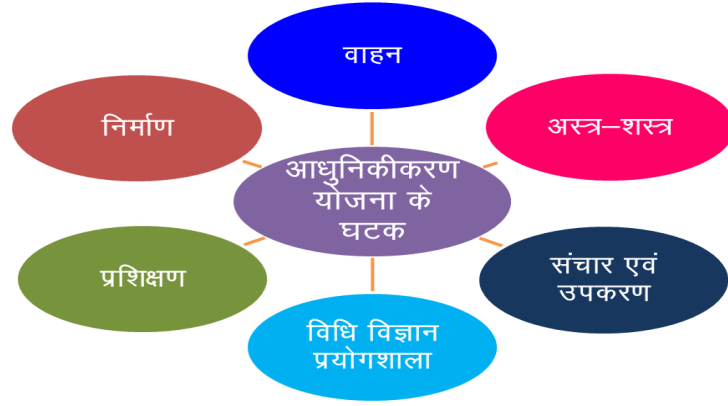 वाहन
निर्माण
अस्त्र–शस्त्र
आधुनिकीकरण
योजना के
घटक
प्रशिक्षण
संचार एवं
उपकरण
विधि विज्ञान
प्रयोगशाला